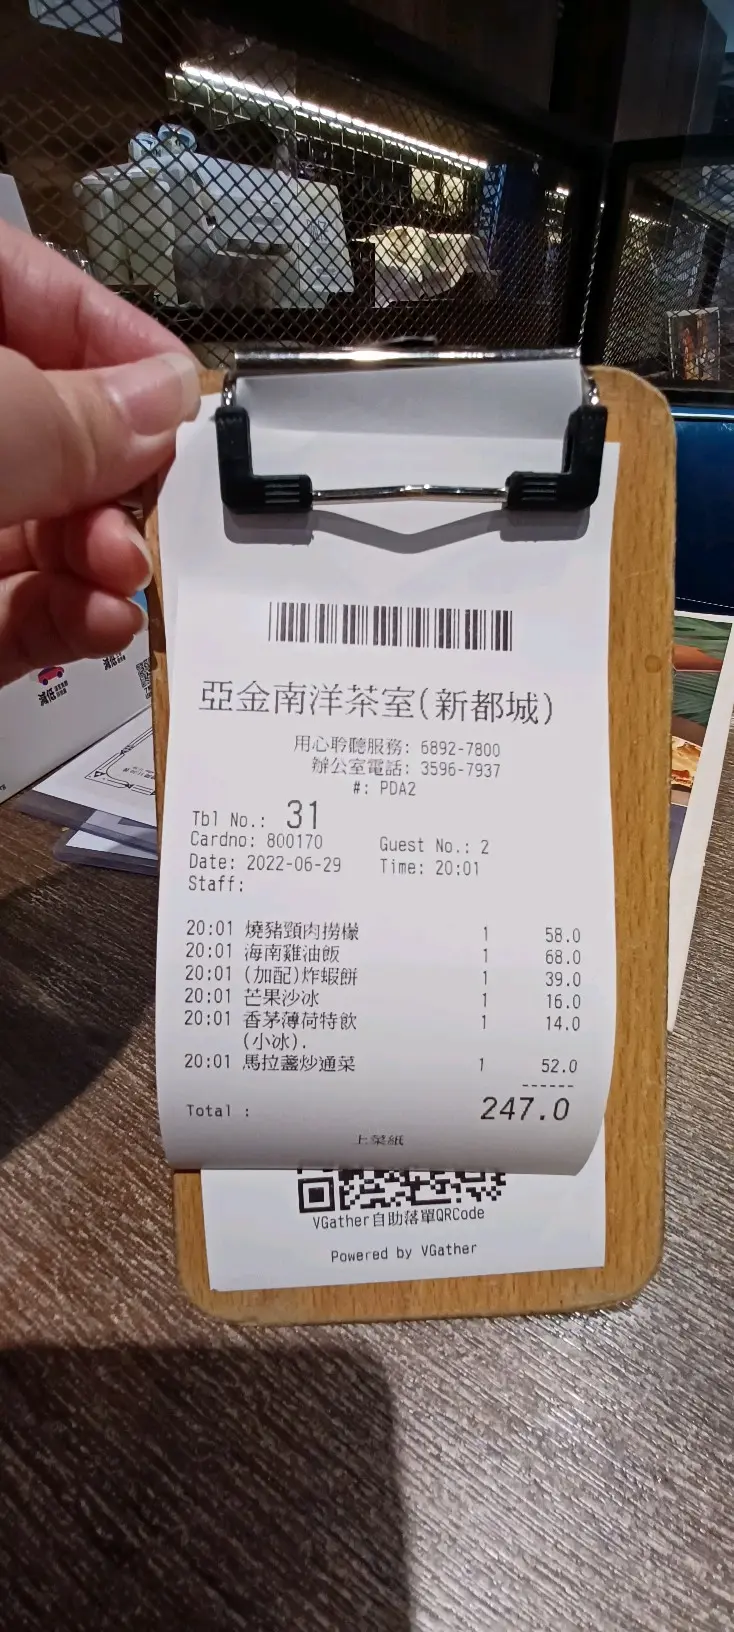 亞金南洋茶室(新都城)
用心聆聽服務: 6892-7800
辦公室電話: 3596-7937
#: PDA2
Tbl No.: 31
Cardno: 800170 Guest No.: 2
Date: 2022-06-29 Time: 20:01
Staff:
20:01 燒豬頸肉撈檬 1 58.0
20:01 海南雞油飯 1 68.0
20:01 (加配)炸蝦餅 1 39.0
20:01 芒果沙冰 1 16.0
20:01 香茅薄荷特飲 1 14.0
(小冰).
20:01 馬拉盞炒通菜 1 52.0
------
Total : 247.0
上菜紙
VGather自助落單QRCode
Powered by VGather
減低
減低